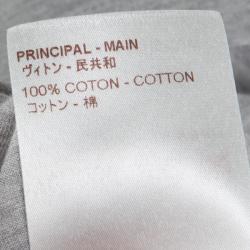 PRINCIPAL - MAIN
ヴィトン - 民共和
100% COTON - COTTON
コットン - 棉